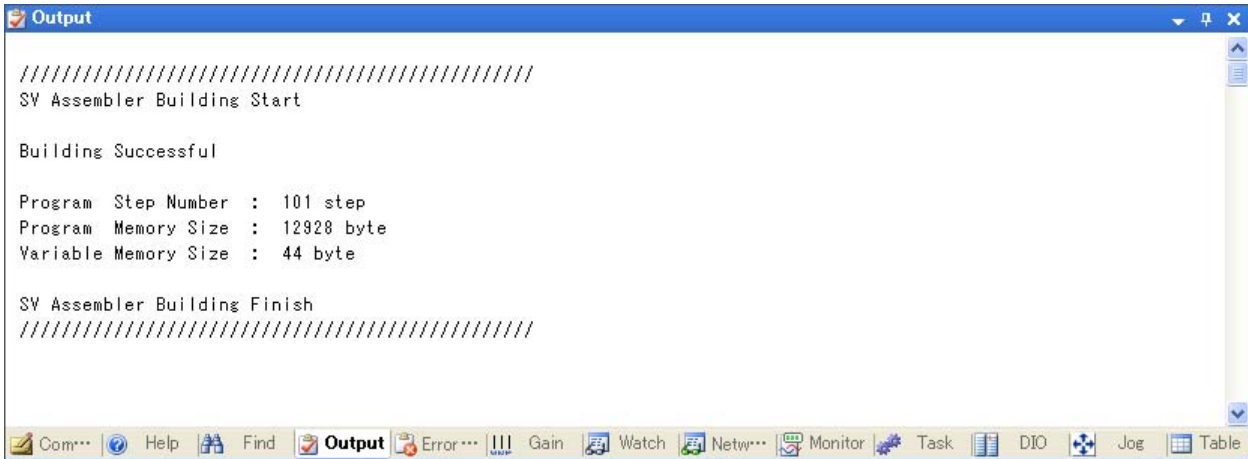 Output
//////////////////////////////////////////////////
SV Assembler Building Start
Building Successful
Program  Step Number  :  101 step
Program  Memory Size  :  12928 byte
Variable Memory Size  :  44 byte
SV Assembler Building Finish
//////////////////////////////////////////////////
Com··· Help Find Output Error··· Gain Watch Netw··· Monitor Task DIO Jog Table